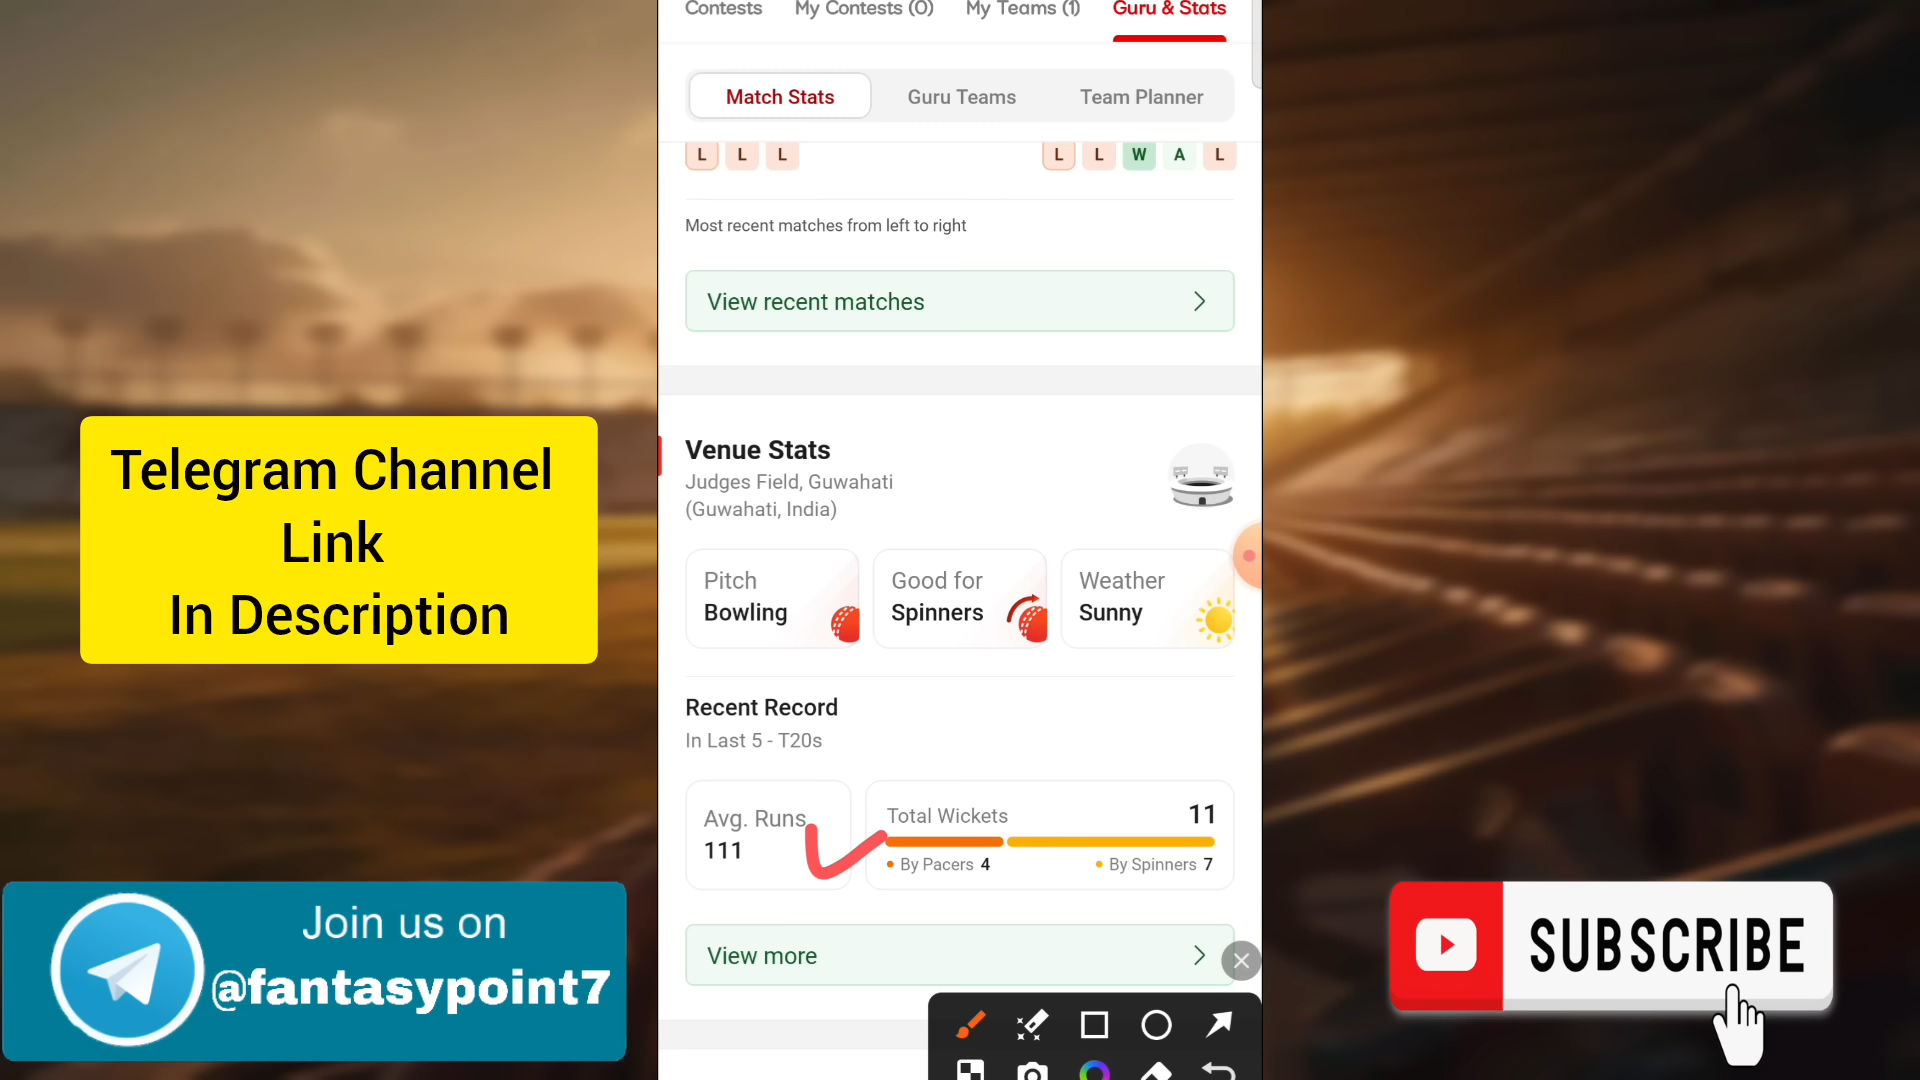 Contests My Contests (0) My Teams (1) Guru & Stats
Match Stats Guru Teams Team Planner
L L L L L W A L
Most recent matches from left to right
View recent matches
Venue Stats
Judges Field, Guwahati
(Guwahati, India)
Pitch
Bowling
Good for
Spinners
Weather
Sunny
Recent Record
In Last 5 - T20s
Avg. Runs
111
Total Wickets 11
By Pacers 4 By Spinners 7
View more
Telegram Channel
Link
In Description
Join us on
@fantasypoint7
SUBSCRIBE